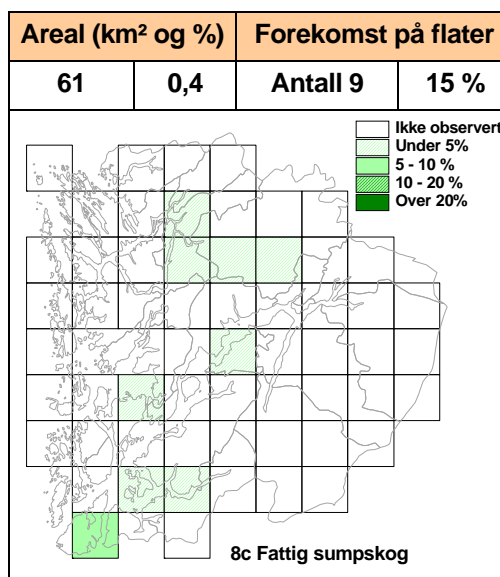 Areal (km² og %) Forekomst på flater
61 0,4 Antall 9 15 %
Ikke observert
Under 5%
5 - 10 %
10 - 20 %
Over 20%
8c Fattig sumpskog